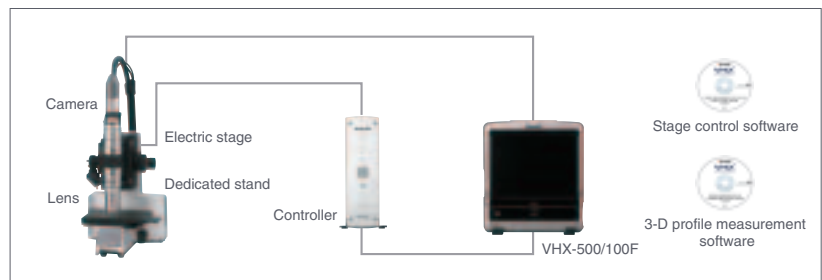 Camera
Electric stage
Lens
Dedicated stand
Controller
VHX-500/100F
Stage control software
3-D profile measurement
software